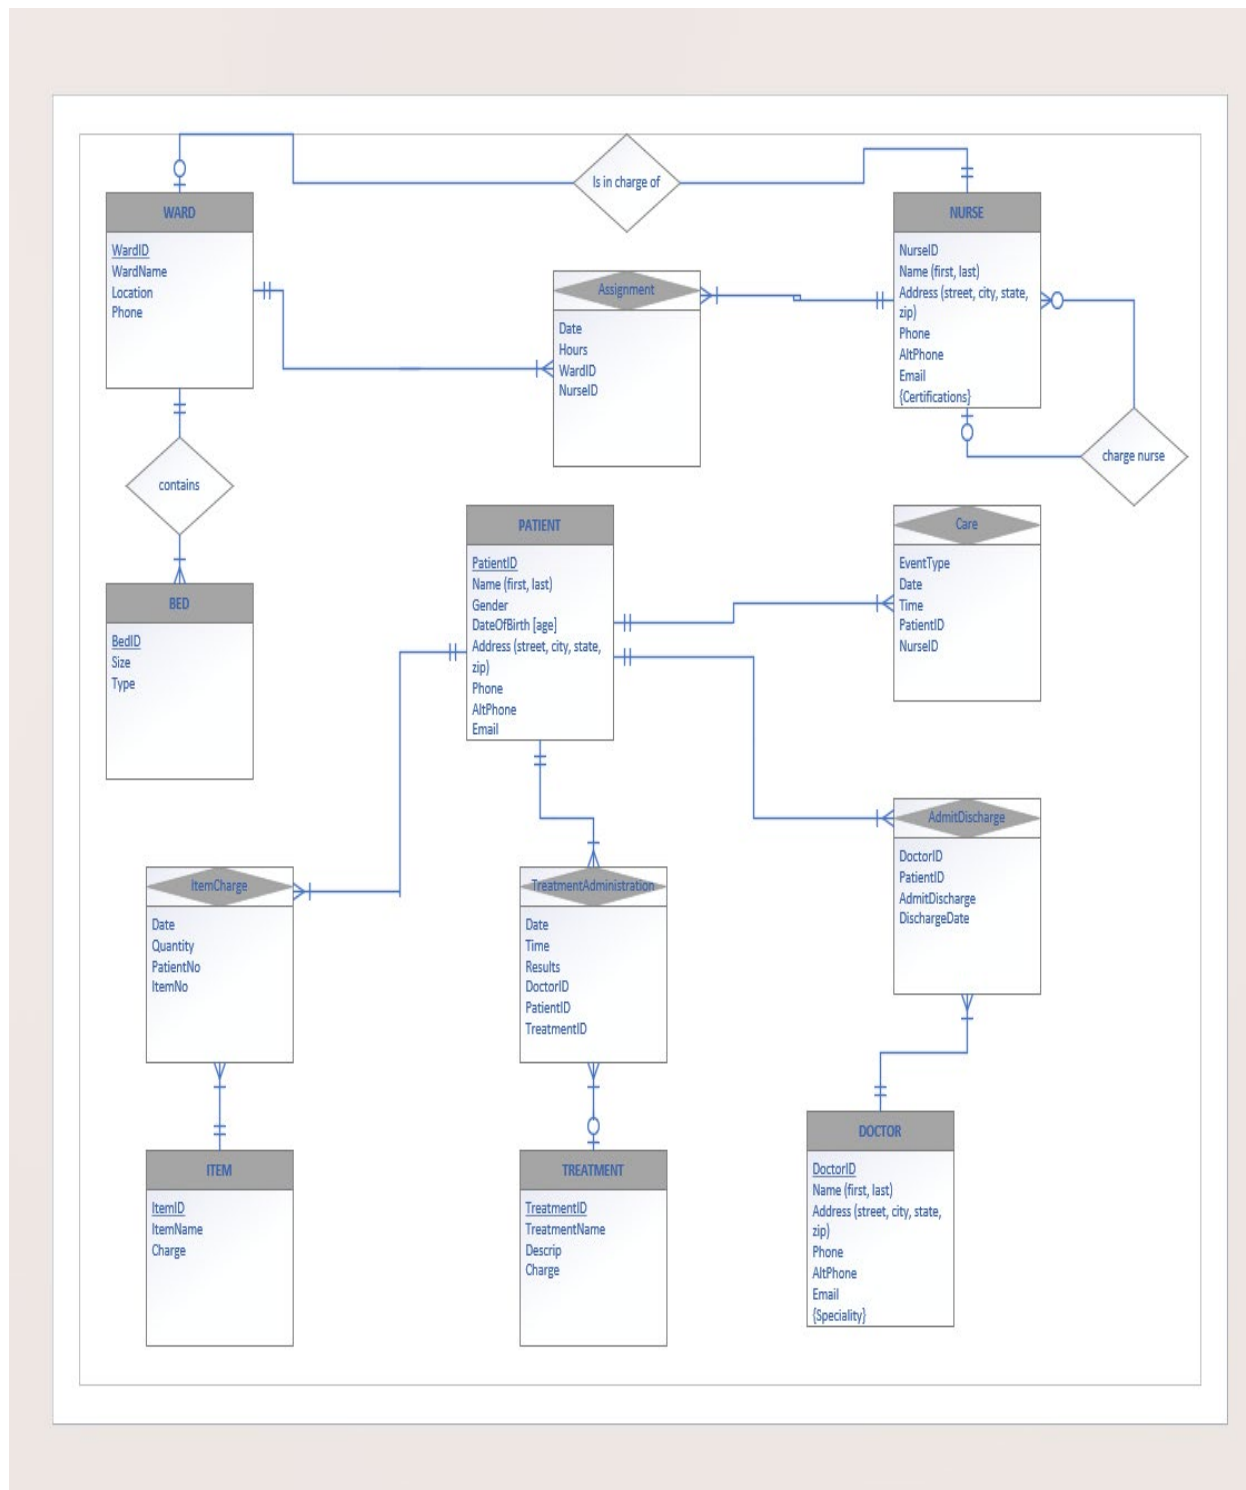 Is in charge of
WARD
WardID
WardName
Location
Phone
Assignment
Date
Hours
WardID
NurseID
NURSE
NurseID
Name (first, last)
Address (street, city, state,
zip)
Phone
AltPhone
Email
{Certifications}
charge nurse
contains
BED
BedID
Size
Type
PATIENT
PatientID
Name (first, last)
Gender
DateOfBirth [age]
Address (street, city, state,
zip)
Phone
AltPhone
Email
Care
EventType
Date
Time
PatientID
NurseID
AdmitDischarge
DoctorID
PatientID
AdmitDischarge
DischargeDate
ItemCharge
Date
Quantity
PatientNo
ItemNo
TreatmentAdministration
Date
Time
Results
DoctorID
PatientID
TreatmentID
ITEM
ItemID
ItemName
Charge
TREATMENT
TreatmentID
TreatmentName
Descrip
Charge
DOCTOR
DoctorID
Name (first, last)
Address (street, city, state,
zip)
Phone
AltPhone
Email
{Speciality}